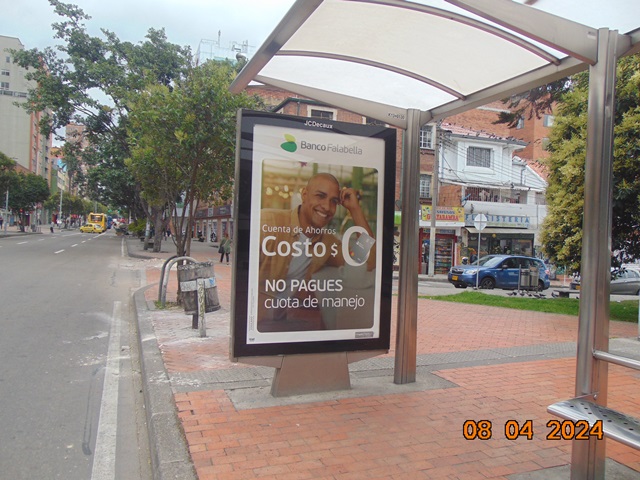 JCDecaux
Banco Falabella
Cuenta de Ahorros
Costo $0
NO PAGUES
cuota de manejo
08 04 2024